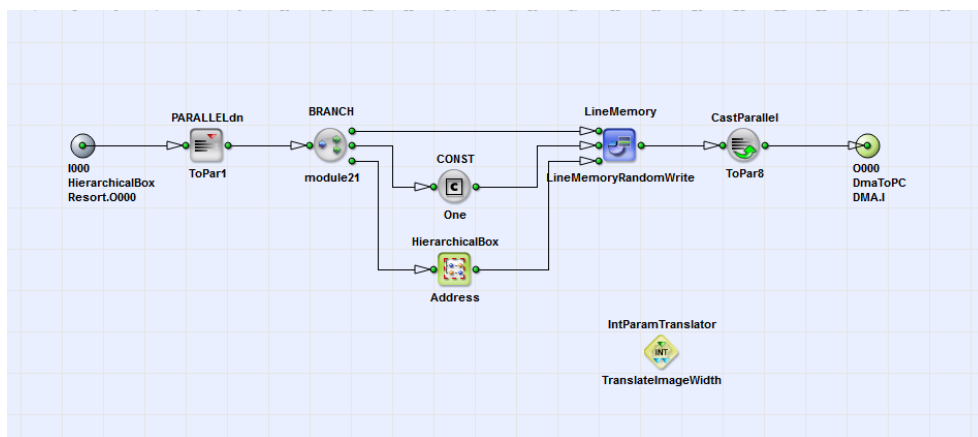 PARALLELdn
BRANCH
LineMemory
CastParallel
I000
HierarchicalBox
Resort.O000
ToPar1
module21
CONST
C
One
LineMemoryRandomWrite
ToPar8
O000
DmaToPC
DMA.I
HierarchicalBox
Address
IntParamTranslator
INT
TranslateImageWidth